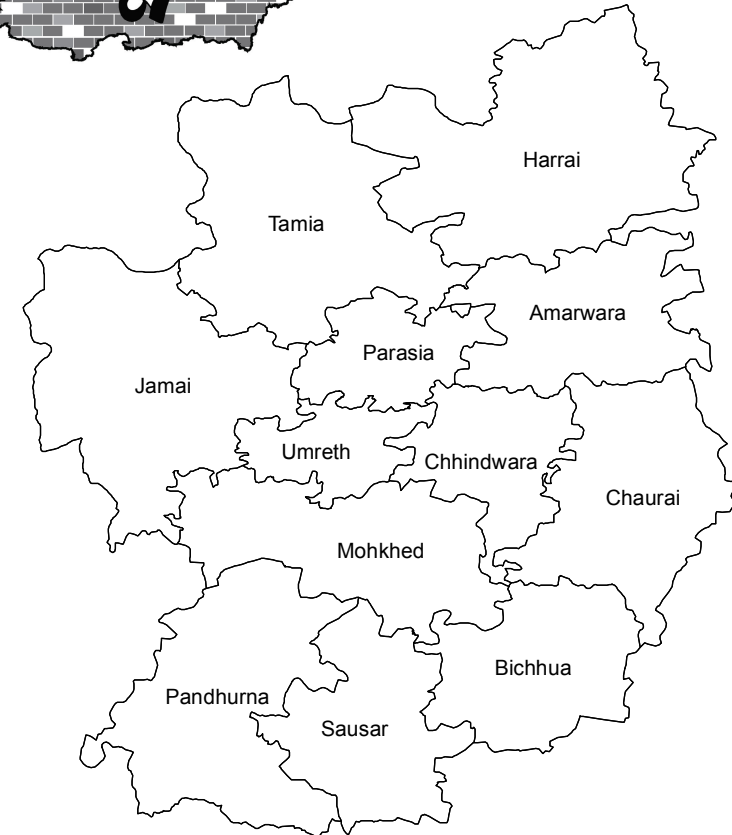 Harrai
Tamia
Amarwara
Parasia
Jamai
Umreth
Chhindwara
Chaurai
Mohkhed
Bichhua
Pandhurna
Sausar